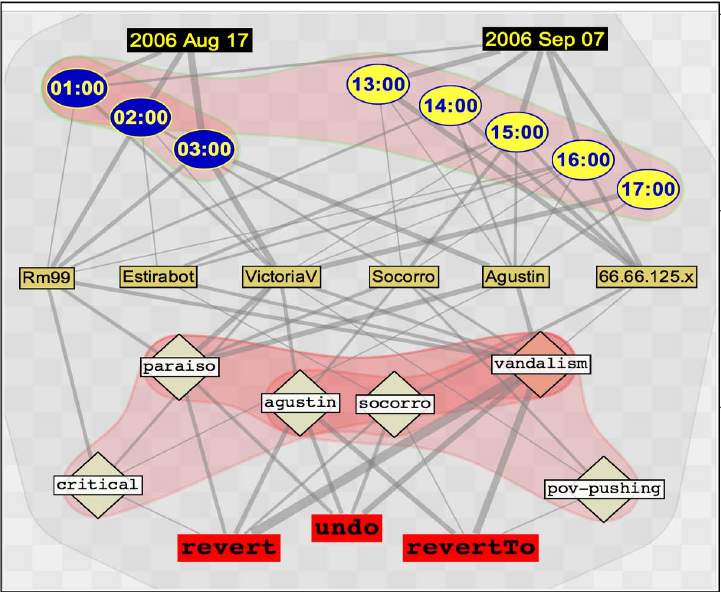 2006 Aug 17
2006 Sep 07
01:00
02:00
03:00
13:00
14:00
15:00
16:00
17:00
Rm99
Estirabot
VictoriaV
Socorro
Agustin
66.66.125.x
paraiso
vandalism
agustin
socorro
critical
pov-pushing
undo
revert
revertTo